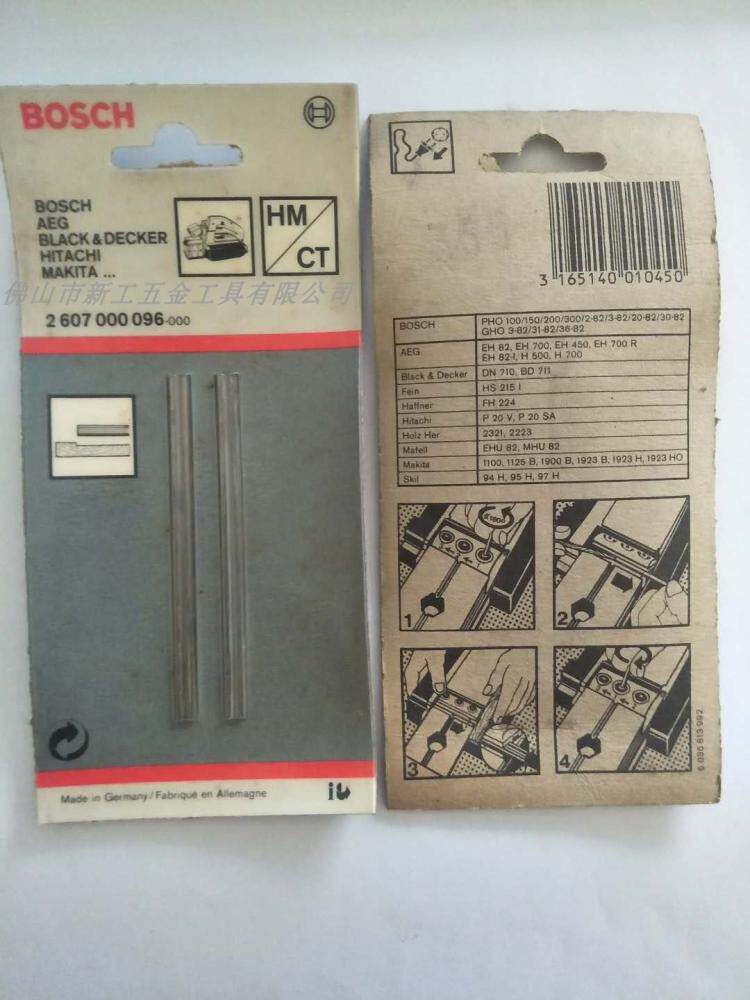 BOSCH
BOSCH
AEG
BLACK & DECKER
HITACHI
MAKITA ...
HM
CT
佛山市新工五金工具有限公司
2 607 000 096-000
Made in Germany / Fabriqué en Allemagne
3 165140 010450
BOSCH PHO 100/150/200/300/2-82/3-82/20-82/30-82
GHO 3-82/31-82/36-82
AEG EH 82, EH 700, EH 450, EH 700 R
EH 82-I, H 500, H 700
Black & Decker DN 710, BD 711
Fein HS 215 I
Haffner FH 224
Hitachi P 20 V, P 20 SA
Holz Her 2321, 2223
Mafell EHU 82, MHU 82
Makita 1100, 1125 B, 1900 B, 1923 B, 1923 H, 1923 HO
Skil 94 H, 95 H, 97 H
1
2
3
4